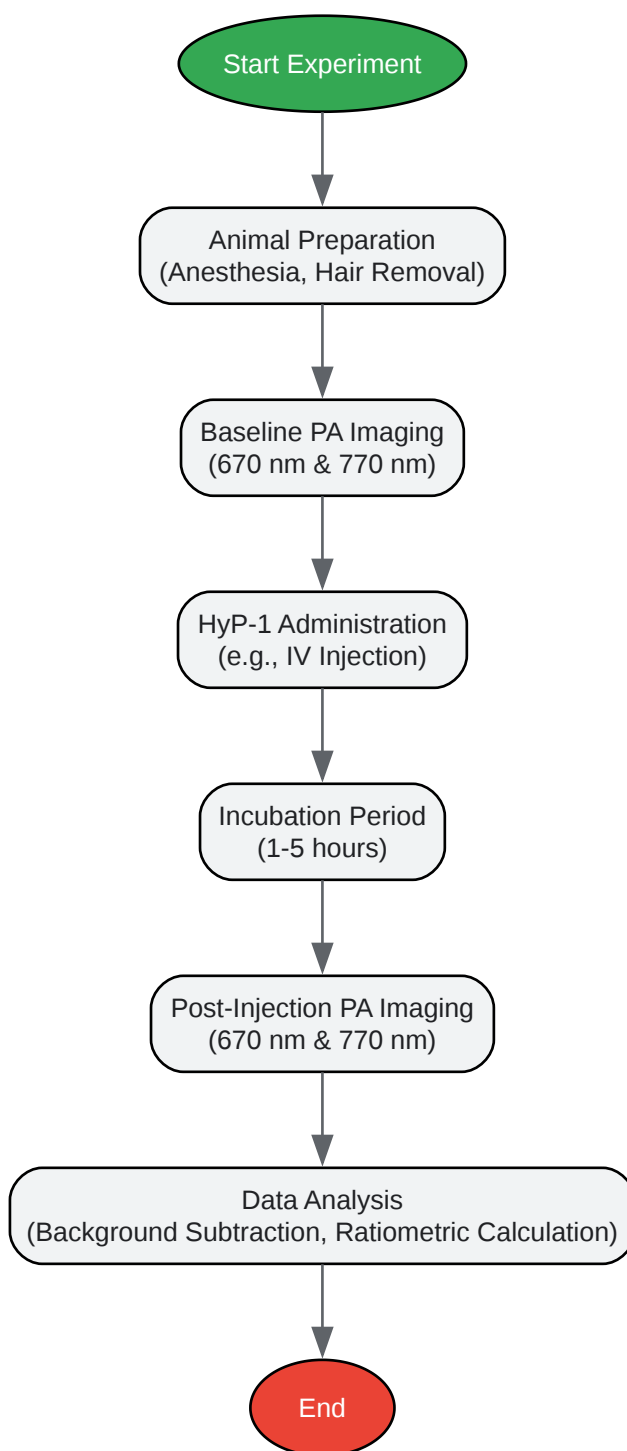 Start Experiment
Animal Preparation
(Anesthesia, Hair Removal)
Baseline PA Imaging
(670 nm & 770 nm)
HyP-1 Administration
(e.g., IV Injection)
Incubation Period
(1-5 hours)
Post-Injection PA Imaging
(670 nm & 770 nm)
Data Analysis
(Background Subtraction, Ratiometric Calculation)
End